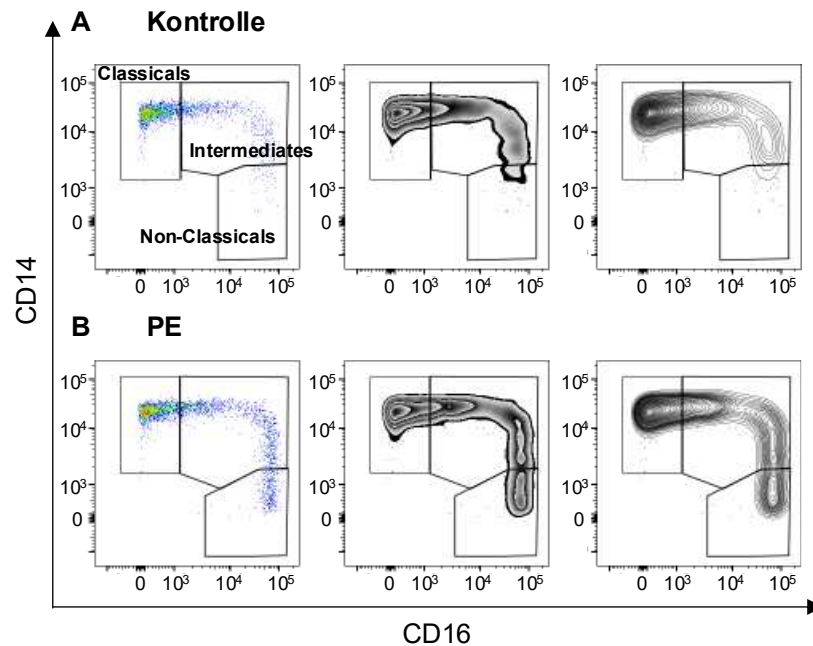 A Kontrolle
Classicals
Intermediates
Non-Classicals
10⁵ 10⁴ 10³ 0
10⁵ 10⁴ 10³ 0
10⁵ 10⁴ 10³ 0
0 10³ 10⁴ 10⁵
0 10³ 10⁴ 10⁵
0 10³ 10⁴ 10⁵
CD14
B PE
10⁵ 10⁴ 10³ 0
10⁵ 10⁴ 10³ 0
10⁵ 10⁴ 10³ 0
0 10³ 10⁴ 10⁵
0 10³ 10⁴ 10⁵
0 10³ 10⁴ 10⁵
CD16